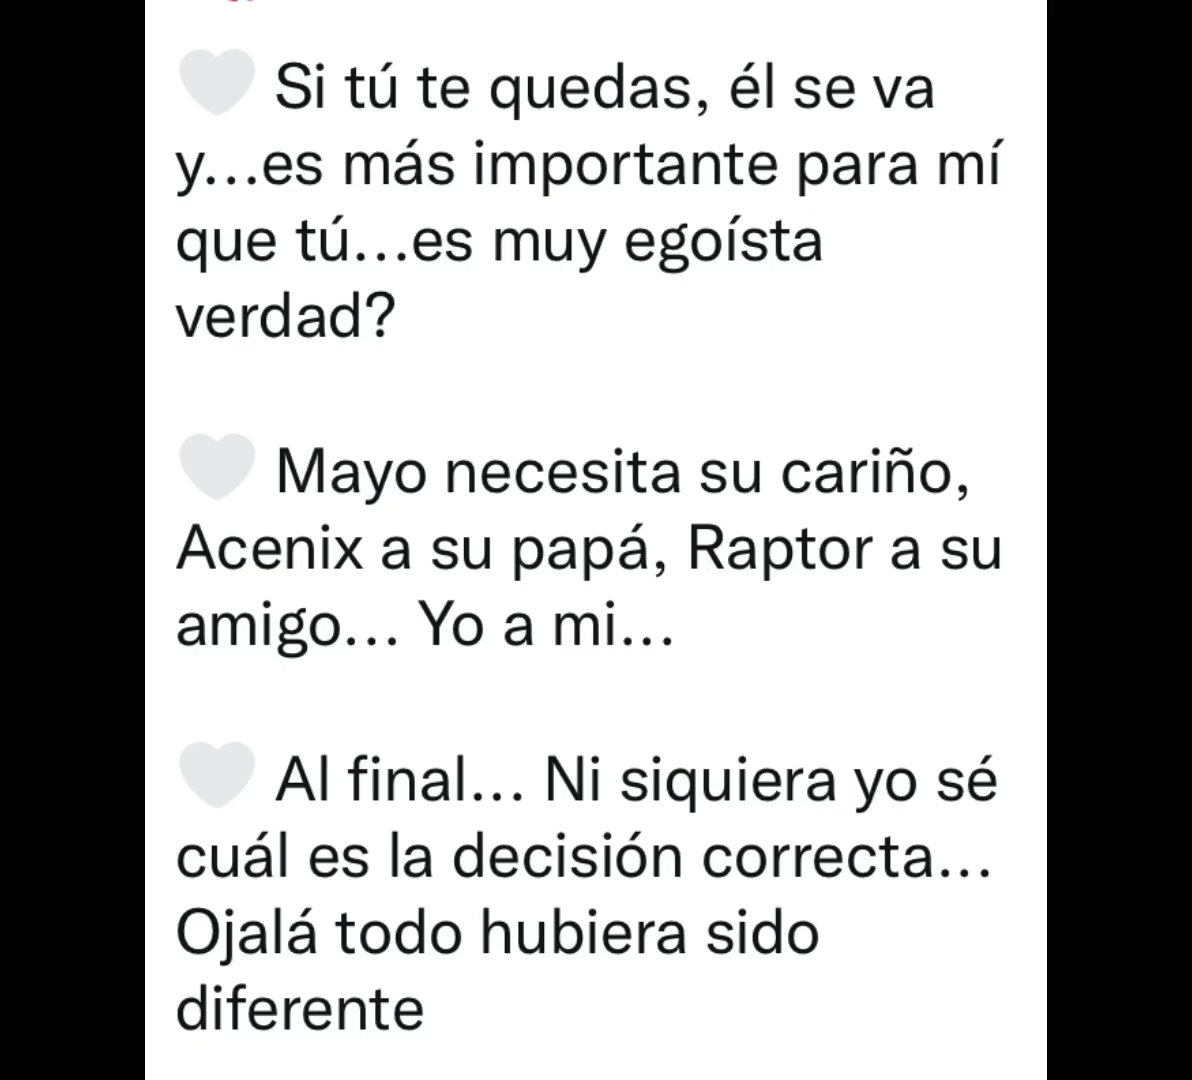 🤍 Si tú te quedas, él se va
y...es más importante para mí
que tú...es muy egoísta
verdad?
🤍 Mayo necesita su cariño,
Acenix a su papá, Raptor a su
amigo... Yo a mi...
🤍 Al final... Ni siquiera yo sé
cuál es la decisión correcta...
Ojalá todo hubiera sido
diferente